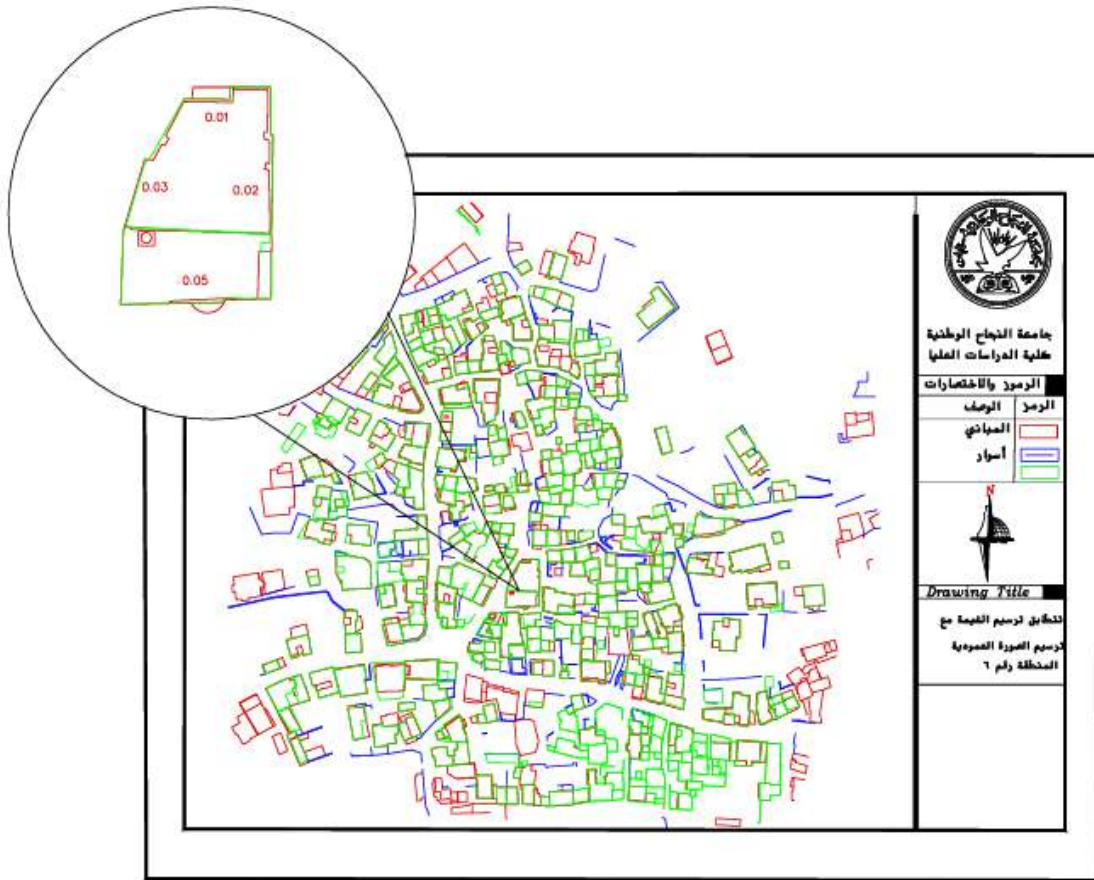 0.01
0.03
0.02
0.05
جامعة النجاح الوطنية
كلية الدراسات العليا
الرموز والاختصارات
الرمز الوصف
المباني
أسوار
N
Drawing Title
تتطابق ترسيم القيمة مع
ترسيم الصورة العمودية
المنطقة رقم ٦